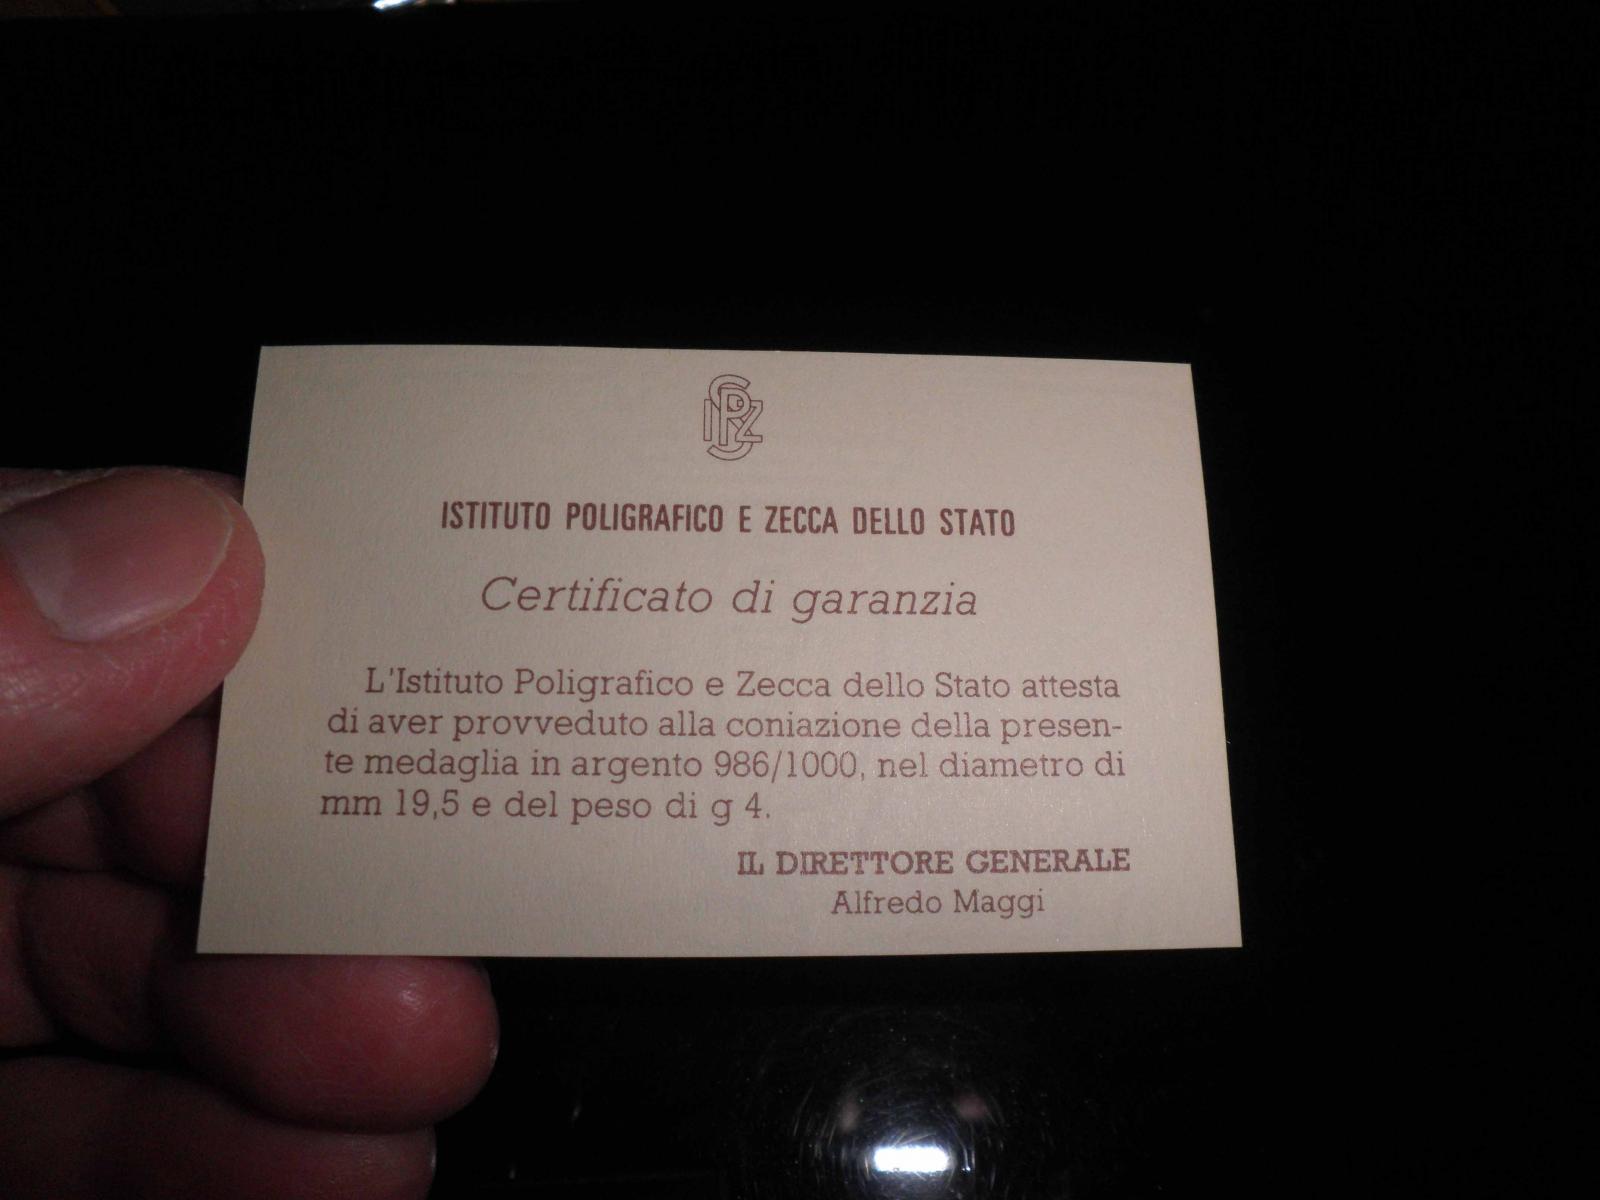 IPZS
ISTITUTO POLIGRAFICO E ZECCA DELLO STATO
Certificato di garanzia
L'Istituto Poligrafico e Zecca dello Stato attesta
di aver provveduto alla coniazione della presen-
te medaglia in argento 986/1000, nel diametro di
mm 19,5 e del peso di g 4.
IL DIRETTORE GENERALE
Alfredo Maggi